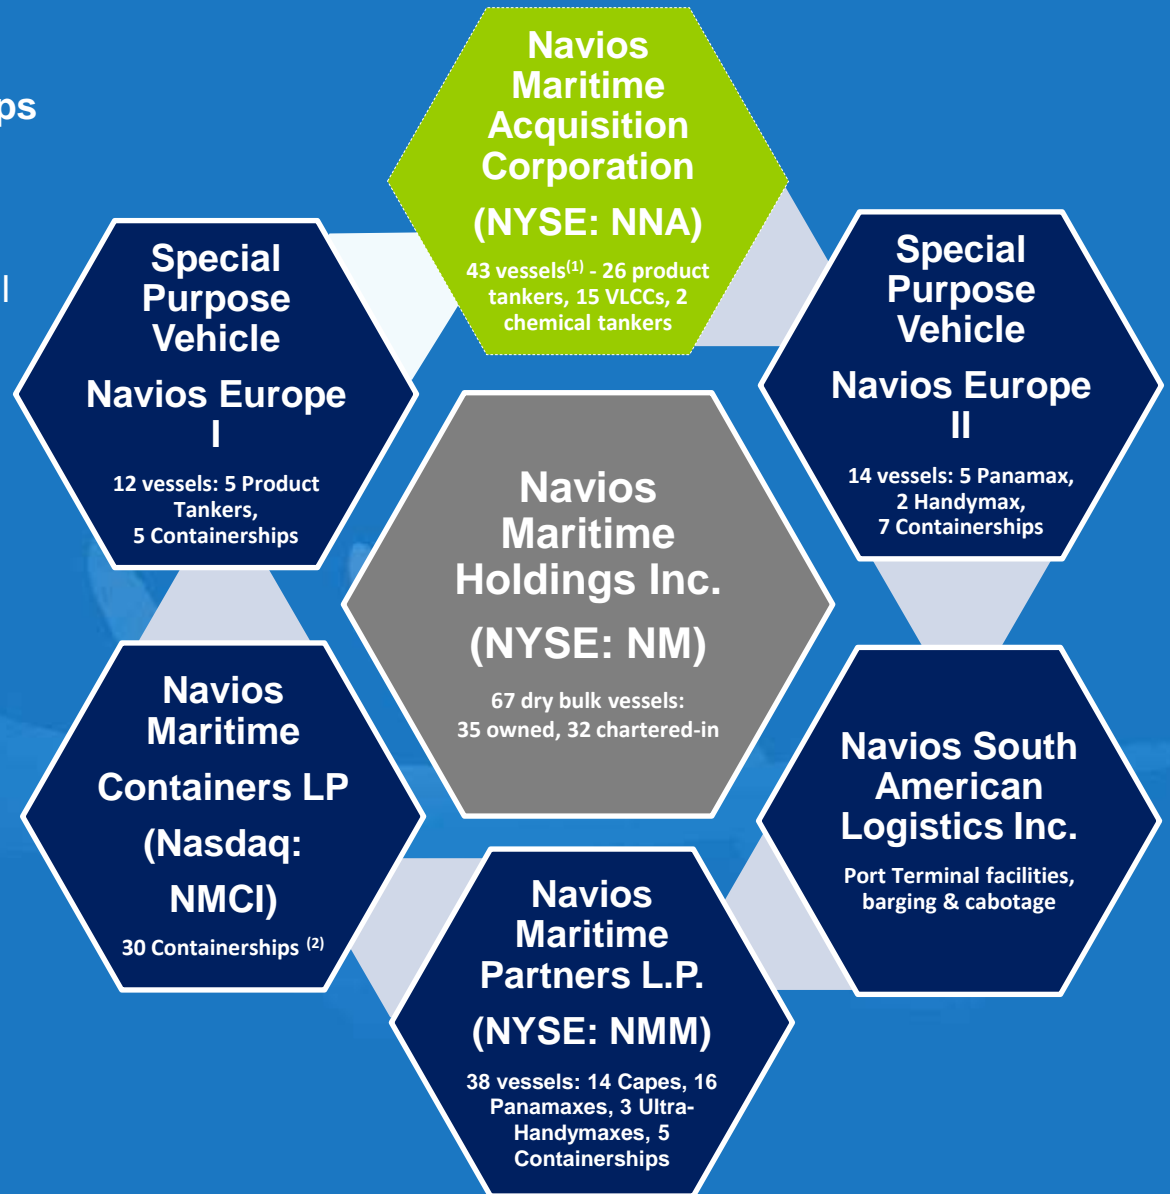 ps
l
Navios
Maritime
Acquisition
Corporation
(NYSE: NNA)
43 vessels(1) - 26 product
tankers, 15 VLCCs, 2
chemical tankers
Special
Purpose
Vehicle
Navios Europe
I
12 vessels: 5 Product
Tankers,
5 Containerships
Special
Purpose
Vehicle
Navios Europe
II
14 vessels: 5 Panamax,
2 Handymax,
7 Containerships
Navios
Maritime
Holdings Inc.
(NYSE: NM)
67 dry bulk vessels:
35 owned, 32 chartered-in
Navios
Maritime
Containers LP
(Nasdaq:
NMCI)
30 Containerships (2)
Navios South
American
Logistics Inc.
Port Terminal facilities,
barging & cabotage
Navios
Maritime
Partners L.P.
(NYSE: NMM)
38 vessels: 14 Capes, 16
Panamaxes, 3 Ultra-
Handymaxes, 5
Containerships